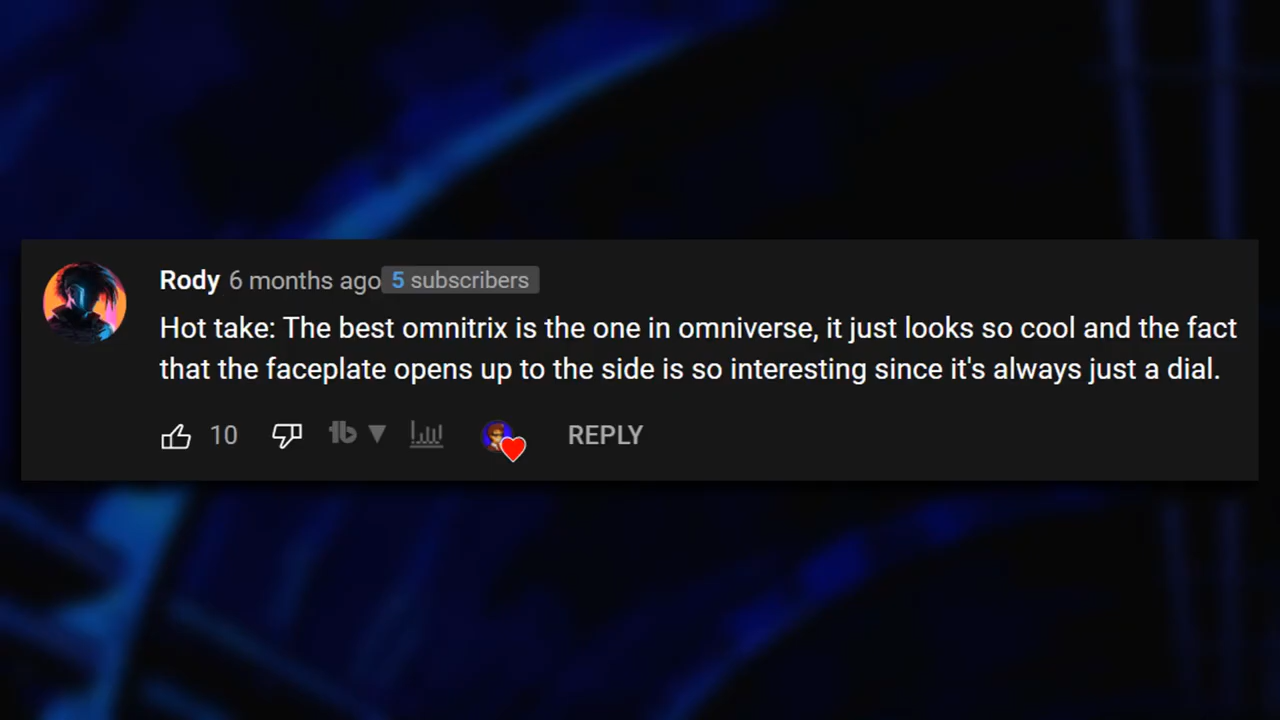 Rody 6 months ago 5 subscribers
Hot take: The best omnitrix is the one in omniverse, it just looks so cool and the fact
that the faceplate opens up to the side is so interesting since it's always just a dial.
10 REPLY